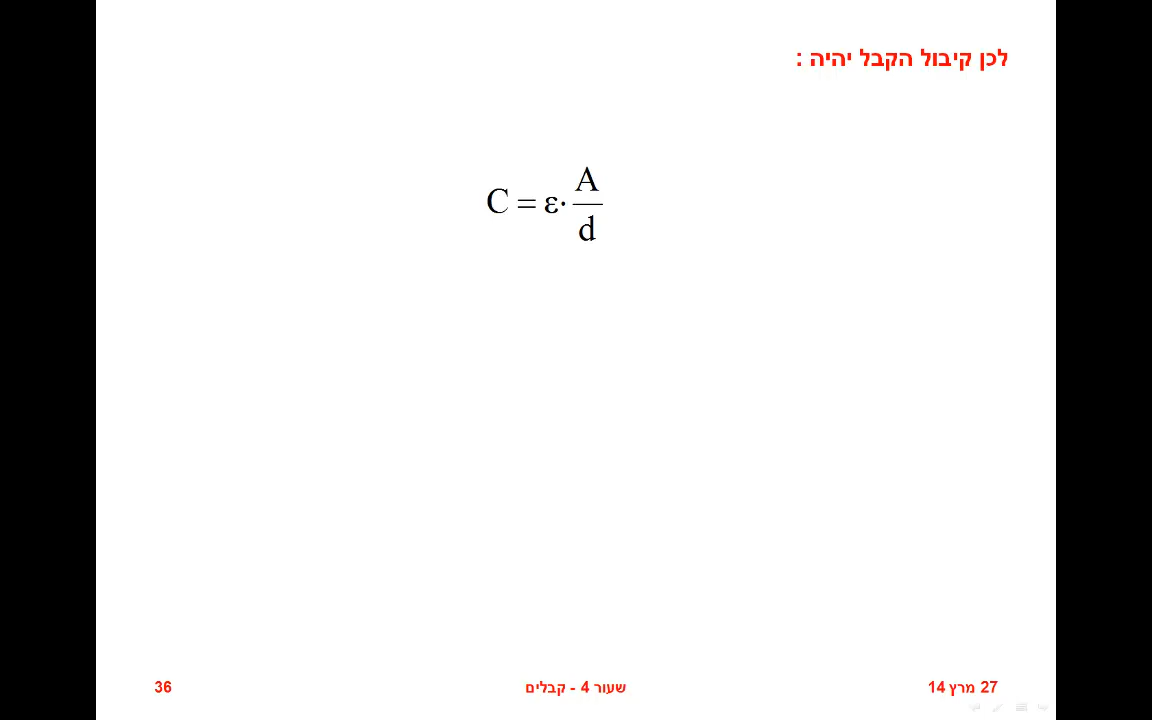 לכן קיבול הקבל יהיה :
C = ε · A / d
27 מרץ 14
שעור 4 - קבלים
36